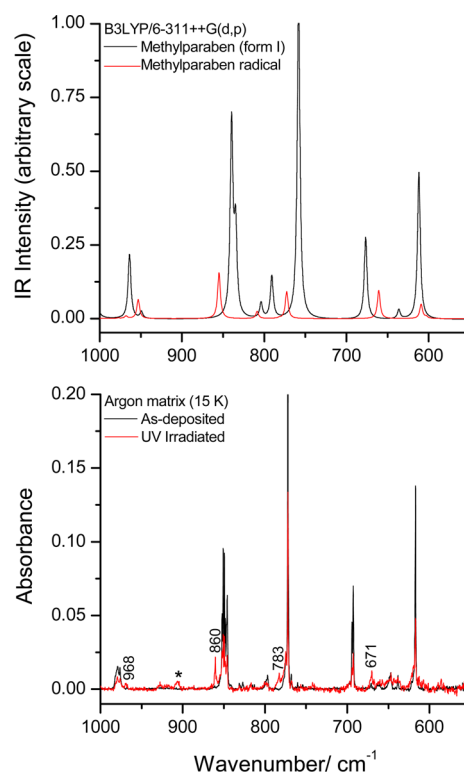 B3LYP/6-311++G(d,p)
Methylparaben (form I)
Methylparaben radical
IR Intensity (arbitrary scale)
1.00
0.75
0.50
0.25
0.00
1000 900 800 700 600
Argon matrix (15 K)
As-deposited
UV Irradiated
Absorbance
0.20
0.15
0.10
0.05
0.00
968
*
860
783
671
1000 900 800 700 600
Wavenumber/ cm⁻¹